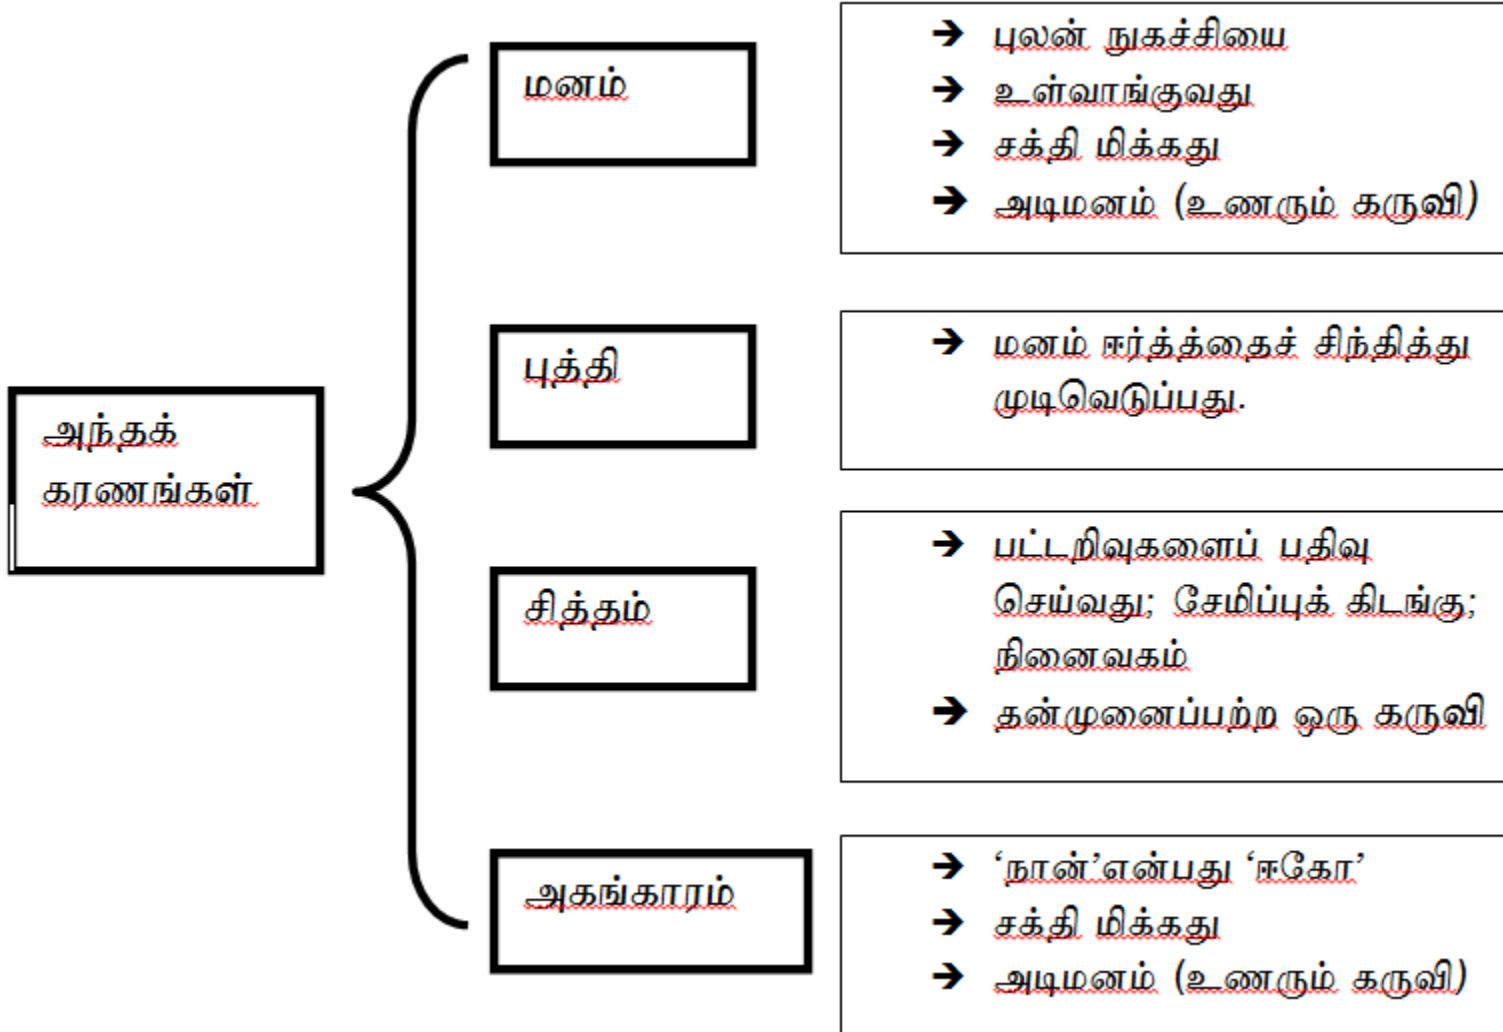 அந்தக்
கரணங்கள்
மனம்
➔ புலன் நுகச்சியை
➔ உள்வாங்குவது
➔ சக்தி மிக்கது
➔ அடிமனம் (உணரும் கருவி)
புத்தி
➔ மனம் ஈர்த்த்தைச் சிந்தித்து
முடிவெடுப்பது.
சித்தம்
➔ பட்டறிவுகளைப் பதிவு
செய்வது; சேமிப்புக் கிடங்கு;
நினைவகம்
➔ தன்முனைப்பற்ற ஒரு கருவி
அகங்காரம்
➔ ‘நான்’என்பது ‘ஈகோ’
➔ சக்தி மிக்கது
➔ அடிமனம் (உணரும் கருவி)